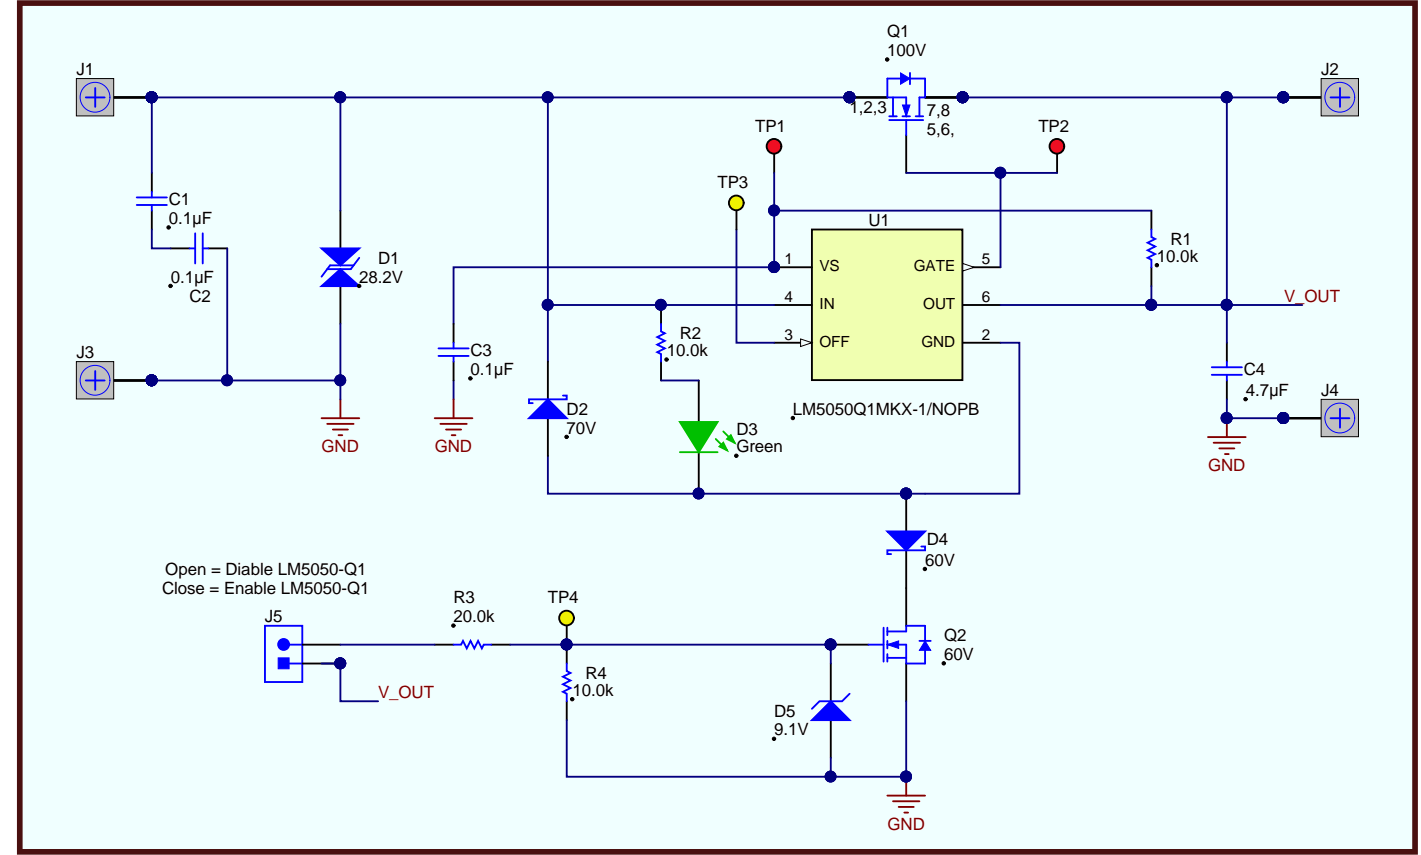 Q1
100V
J1
J2
1,2,3
7,8
5,6,
TP1
TP2
TP3
C1
0.1µF
0.1µF
C2
D1
28.2V
U1
1
VS
GATE
5
4
IN
OUT
6
3
OFF
GND
2
R1
10.0k
V_OUT
J3
C3
0.1µF
R2
10.0k
C4
4.7µF
J4
D2
70V
D3
Green
LM5050Q1MKX-1/NOPB
GND
GND
GND
D4
60V
Open = Diable LM5050-Q1
Close = Enable LM5050-Q1
J5
R3
20.0k
TP4
Q2
60V
R4
10.0k
V_OUT
D5
9.1V
GND